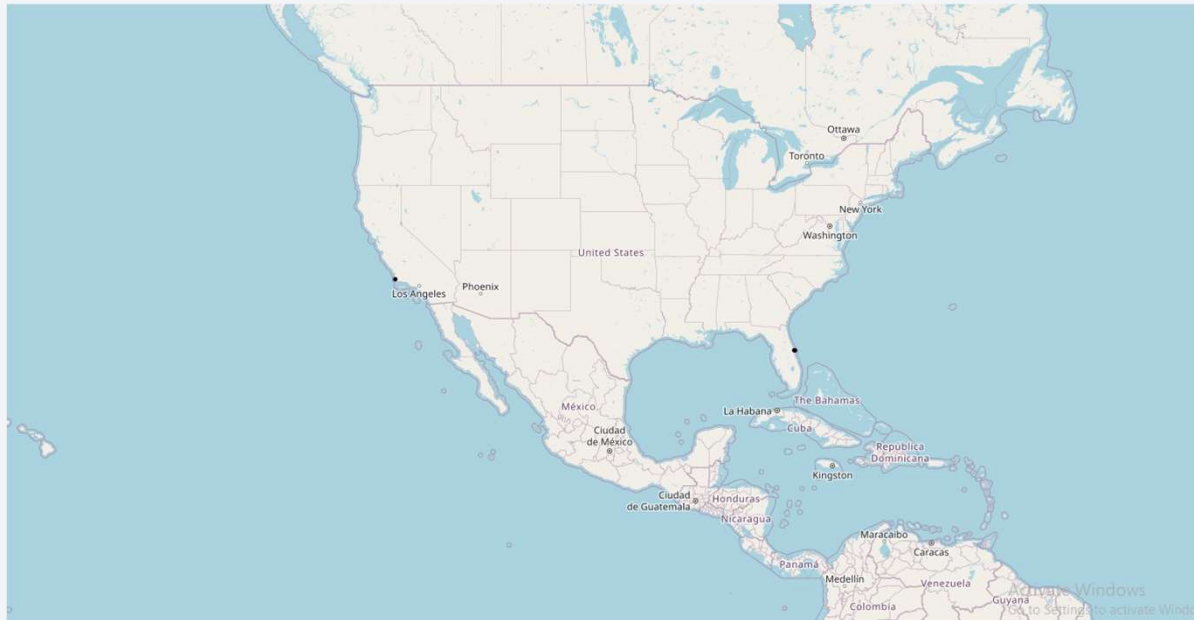 Ottawa
Toronto
New York
Washington
United States
Phoenix
Los Angeles
The Bahamas
La Habana
México
Cuba
Ciudad
de México
República
Dominicana
Kingston
Ciudad
de Guatemala
Honduras
Nicaragua
Maracaibo
Caracas
Panamá
Medellín
Venezuela
Guyana
Colombia
Activate Windows
Go to Settings to activate Wind